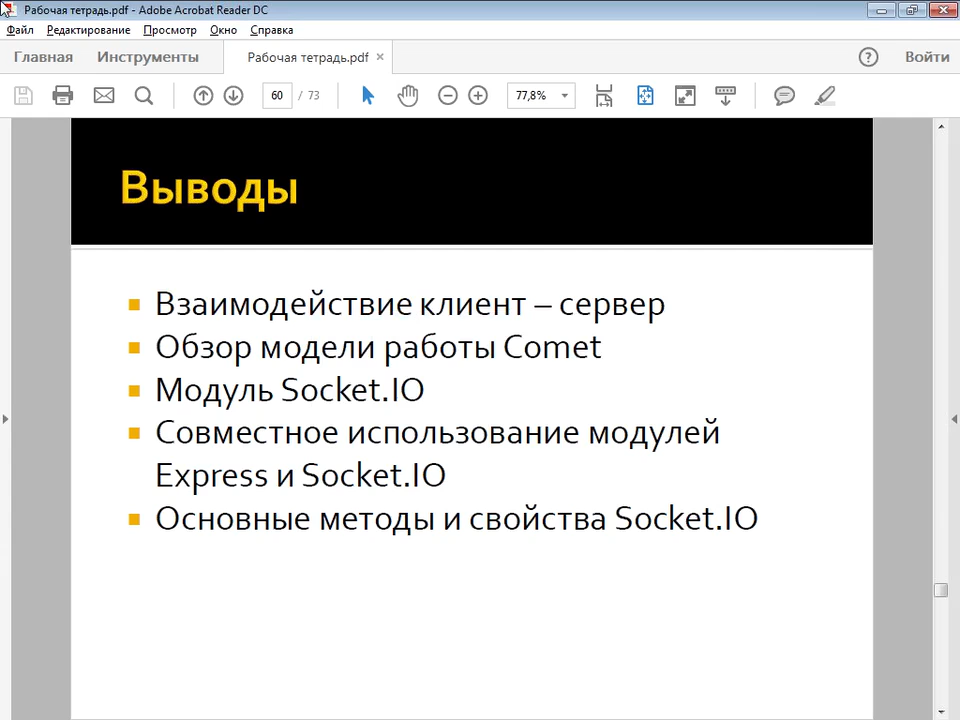 Рабочая тетрадь.pdf - Adobe Acrobat Reader DC
Файл Редактирование Просмотр Окно Справка
Главная Инструменты Рабочая тетрадь.pdf × ? Войти
60 / 73 77,8%
Выводы
Взаимодействие клиент – сервер
Обзор модели работы Comet
Модуль Socket.IO
Совместное использование модулей
Express и Socket.IO
Основные методы и свойства Socket.IO